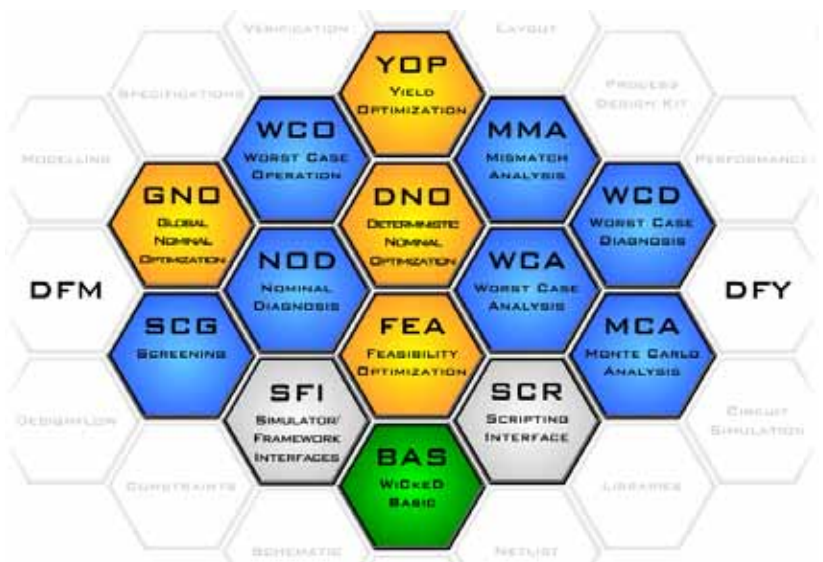 VERIFICATION
LAYOUT
YOP
YIELD
OPTIMIZATION
SPECIFICATIONS
PROCESS
DESIGN KIT
WCO
WORST CASE
OPERATION
MMA
MISMATCH
ANALYSIS
MODELLING
PERFORMANCE
GNO
GLOBAL
NOMINAL
OPTIMIZATION
DNO
DETERMINISTIC
NOMINAL
OPTIMIZATION
WCD
WORST CASE
DIAGNOSIS
NOD
NOMINAL
DIAGNOSIS
WCA
WORST CASE
ANALYSIS
DFM
DFY
SCG
SCREENING
FEA
FEASIBILITY
OPTIMIZATION
MCA
MONTE CARLO
ANALYSIS
SFI
SIMULATOR/
FRAMEWORK
INTERFACES
SCR
SCRIPTING
INTERFACE
DESIGNFLOW
CIRCUIT
SIMULATION
BAS
WICKED
BASIC
CONSTRAINTS
LIBRARIES
SCHEMATIC
NETLIST